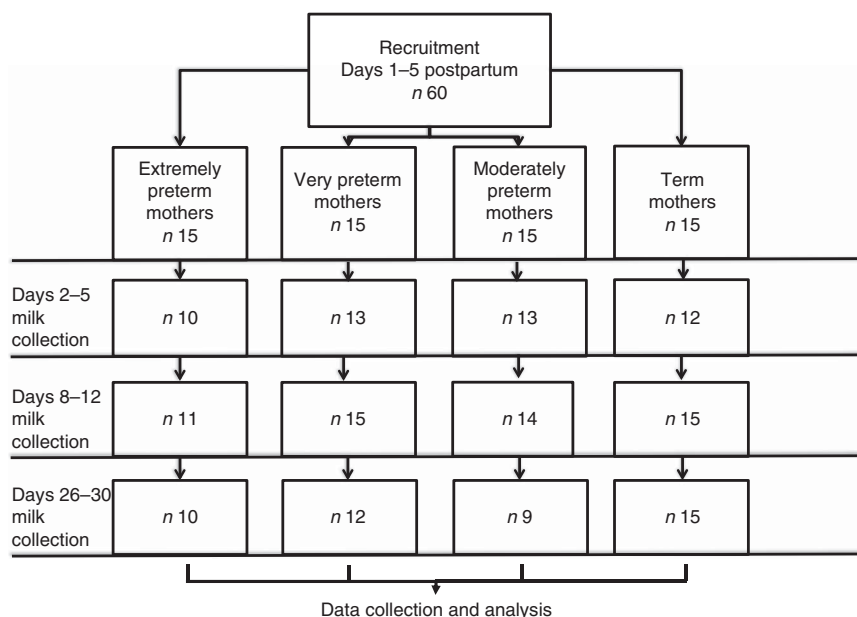 Recruitment
Days 1–5 postpartum
n 60
Extremely
preterm
mothers
n 15
Very preterm
mothers
n 15
Moderately
preterm
mothers
n 15
Term
mothers
n 15
Days 2–5
milk
collection
n 10
n 13
n 13
n 12
Days 8–12
milk
collection
n 11
n 15
n 14
n 15
Days 26–30
milk
collection
n 10
n 12
n 9
n 15
Data collection and analysis